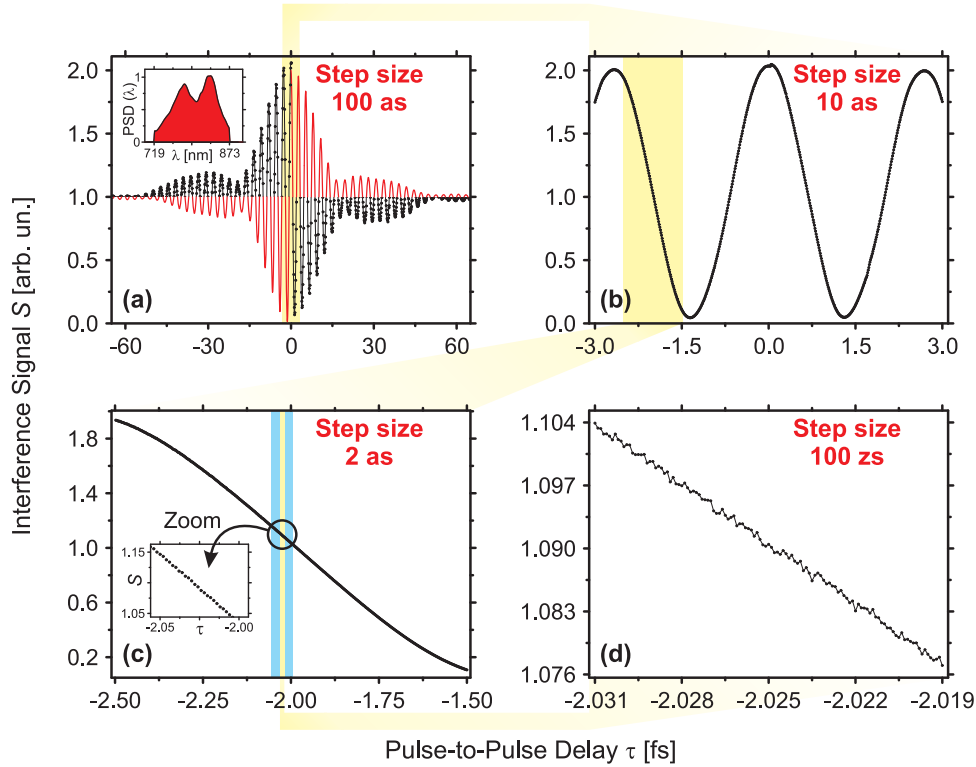 Interference Signal S [arb. un.]
2.0
1.5
1.0
0.5
0.0
PSD (λ)
1
0
719
λ [nm]
873
Step size
100 as
(a)
-60
-30
0
30
60
2.0
1.5
1.0
0.5
0.0
Step size
10 as
(b)
-3.0
-1.5
0.0
1.5
3.0
1.8
1.4
1.0
0.6
0.2
Step size
2 as
Zoom
1.15
S
1.05
-2.05
τ
-2.00
(c)
-2.50
-2.25
-2.00
-1.75
-1.50
1.104
1.097
1.090
1.083
1.076
Step size
100 zs
(d)
-2.031
-2.028
-2.025
-2.022
-2.019
Pulse-to-Pulse Delay τ [fs]